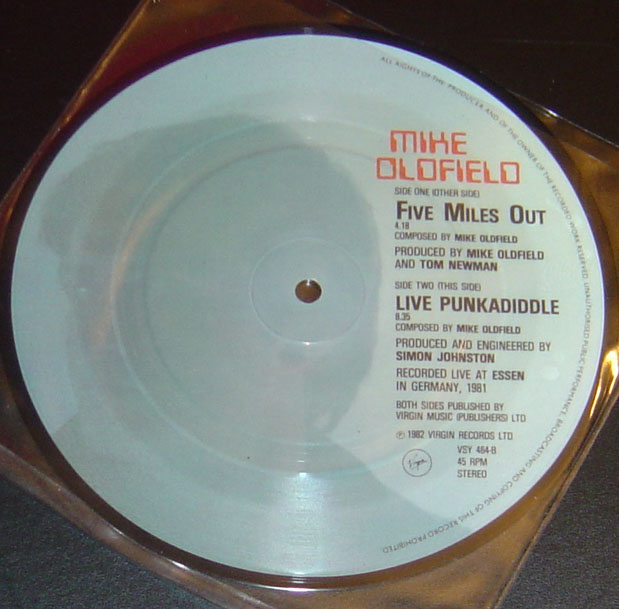 MIKE
OLDFIELD
SIDE ONE (OTHER SIDE)
FIVE MILES OUT
4.18
COMPOSED BY MIKE OLDFIELD
PRODUCED BY MIKE OLDFIELD
AND TOM NEWMAN
SIDE TWO (THIS SIDE)
LIVE PUNKADIDDLE
8.35
COMPOSED BY MIKE OLDFIELD
PRODUCED AND ENGINEERED BY
SIMON JOHNSTON
RECORDED LIVE AT ESSEN
IN GERMANY, 1981
BOTH SIDES PUBLISHED BY
VIRGIN MUSIC (PUBLISHERS) LTD
℗ 1982 VIRGIN RECORDS LTD.
Virgin
VSY 464-B
45 RPM
STEREO
ALL RIGHTS OF THE PRODUCER AND OF THE OWNER OF THE RECORDED WORK RESERVED. UNAUTHORISED PUBLIC PERFORMANCE, BROADCASTING AND COPYING OF THIS RECORD PROHIBITED